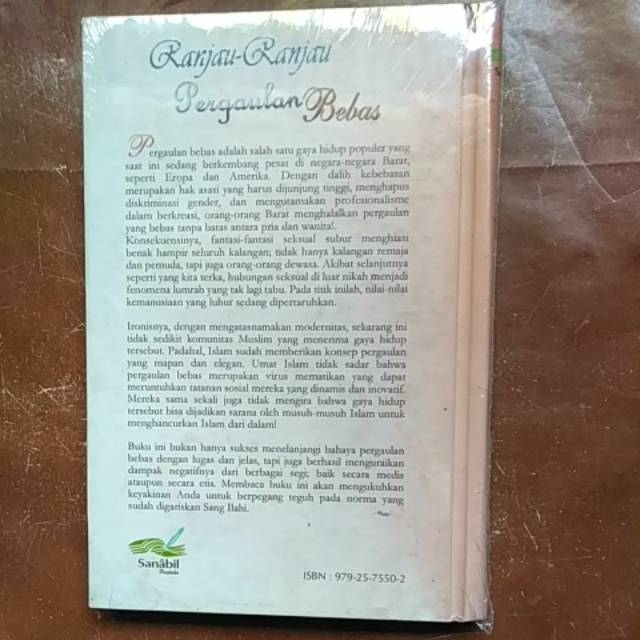 Ranjau-Ranjau
Pergaulan Bebas
Pergaulan bebas adalah salah satu gaya hidup populer yang
saat ini sedang berkembang pesat di negara-negara Barat,
seperti Eropa dan Amerika. Dengan dalih kebebasan
merupakan hak asasi yang harus dijunjung tinggi, menghapus
diskriminasi gender, dan mengutamakan profesionalisme
dalam berkreasi, orang-orang Barat menghalalkan pergaulan
yang bebas tanpa batas antara pria dan wanita!.
Konsekuensinya, fantasi-fantasi seksual subur menghiasi
benak hampir seluruh kalangan; tidak hanya kalangan remaja
dan pemuda, tapi juga orang-orang dewasa. Akibat selanjutnya
seperti yang kita terka, hubungan seksual di luar nikah menjadi
fenomena lumrah yang tak lagi tabu. Pada titik inilah, nilai-nilai
kemanusiaan yang luhur sedang dipertaruhkan.
Ironisnya, dengan mengatasnamakan modernitas, sekarang ini
tidak sedikit komunitas Muslim yang menerima gaya hidup
tersebut. Padahal, Islam sudah memberikan konsep pergaulan
yang mapan dan elegan. Umat Islam tidak sadar bahwa
pergaulan bebas merupakan virus mematikan yang dapat
meruntuhkan tatanan sosial mereka yang dinamis dan inovatif.
Mereka sama sekali juga tidak mengira bahwa gaya hidup
tersebut bisa dijadikan sarana oleh musuh-musuh Islam untuk
menghancurkan Islam dari dalam!
Buku ini bukan hanya sukses menelanjangi bahaya pergaulan
bebas dengan lugas dan jelas, tapi juga berhasil menguraikan
dampak negatifnya dari berbagai segi; baik secara medis
ataupun secara etis. Membaca buku ini akan mengukuhkan
keyakinan Anda untuk berpegang teguh pada norma yang
sudah digariskan Sang Ilahi.
Sanâbil
Pustaka
ISBN : 979-25-7550-2